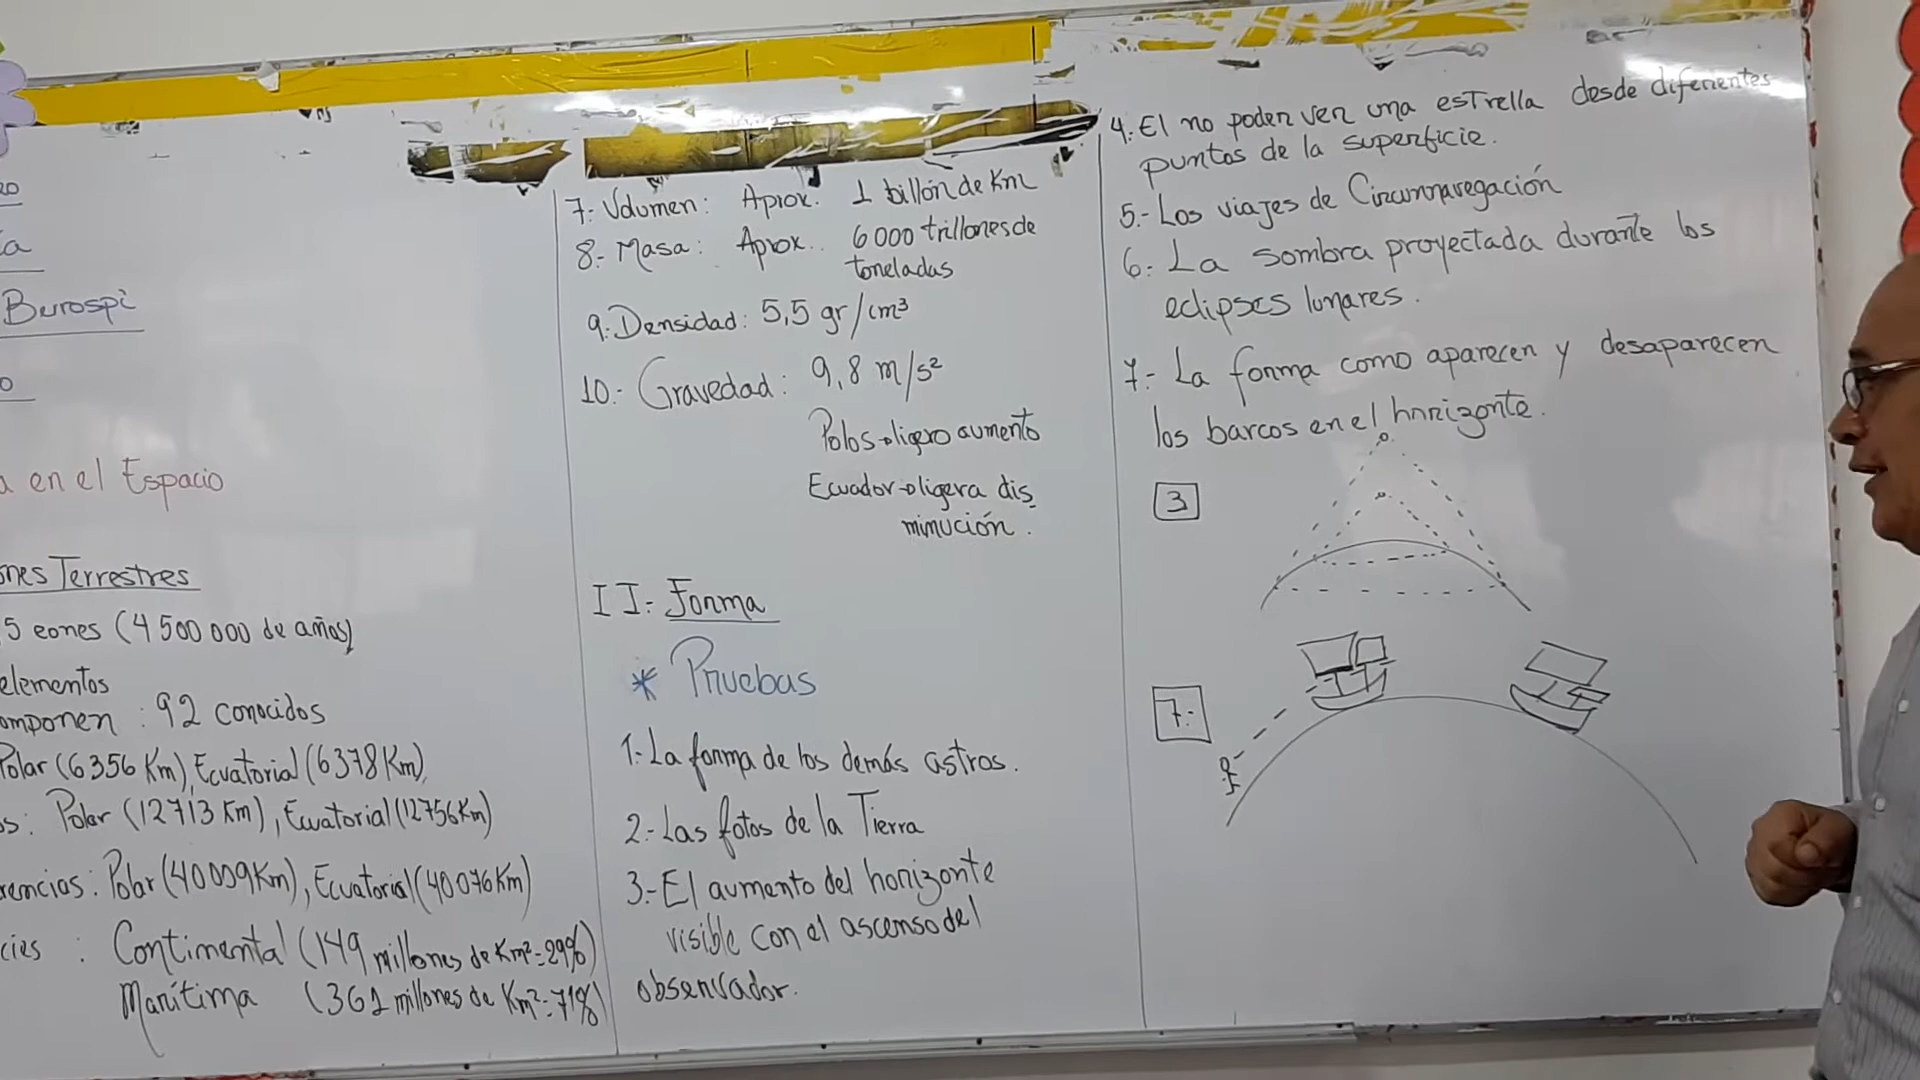 Burospi
en el Espacio
ones Terrestres
5 eones (4 500 000 de años)
elementos
omponen : 92 conocidos
Polar (6356 Km), Ecuatorial (6378 Km),
os: Polar (12713 Km), Ecuatorial (12756 Km)
rencias: Polar (40009 Km), Ecuatorial (40076 Km)
cies : Continental (149 millones de Km²=29%)
Marítima (361 millones de Km²=71%)
7.- Volumen: Aprox. 1 billón de Km
8.- Masa: Aprox.. 6 000 trillones de
toneladas
9.- Densidad: 5,5 gr/cm³
10.- Gravedad: 9,8 m/s²
Polos→ligero aumento
Ecuador→ligera dis
minución.
II.- Forma
* Pruebas
1.- La forma de los demás astros.
2.- Las fotos de la Tierra
3.- El aumento del horizonte
visible con el ascenso del
observador.
4.- El no poder ver una estrella desde diferentes
puntos de la superficie.
5.- Los viajes de Circunnavegación
6.- La sombra proyectada durante los
eclipses lunares.
7.- La forma como aparecen y desaparecen
los barcos en el horizonte.
3
7.-